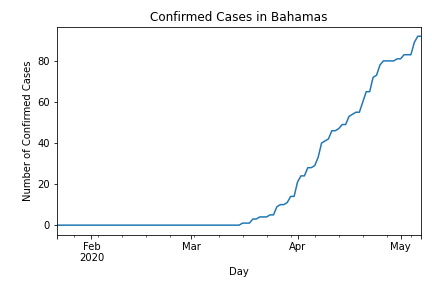 Confirmed Cases in Bahamas
Number of Confirmed Cases
80
60
40
20
0
Feb
2020
Mar
Apr
May
Day